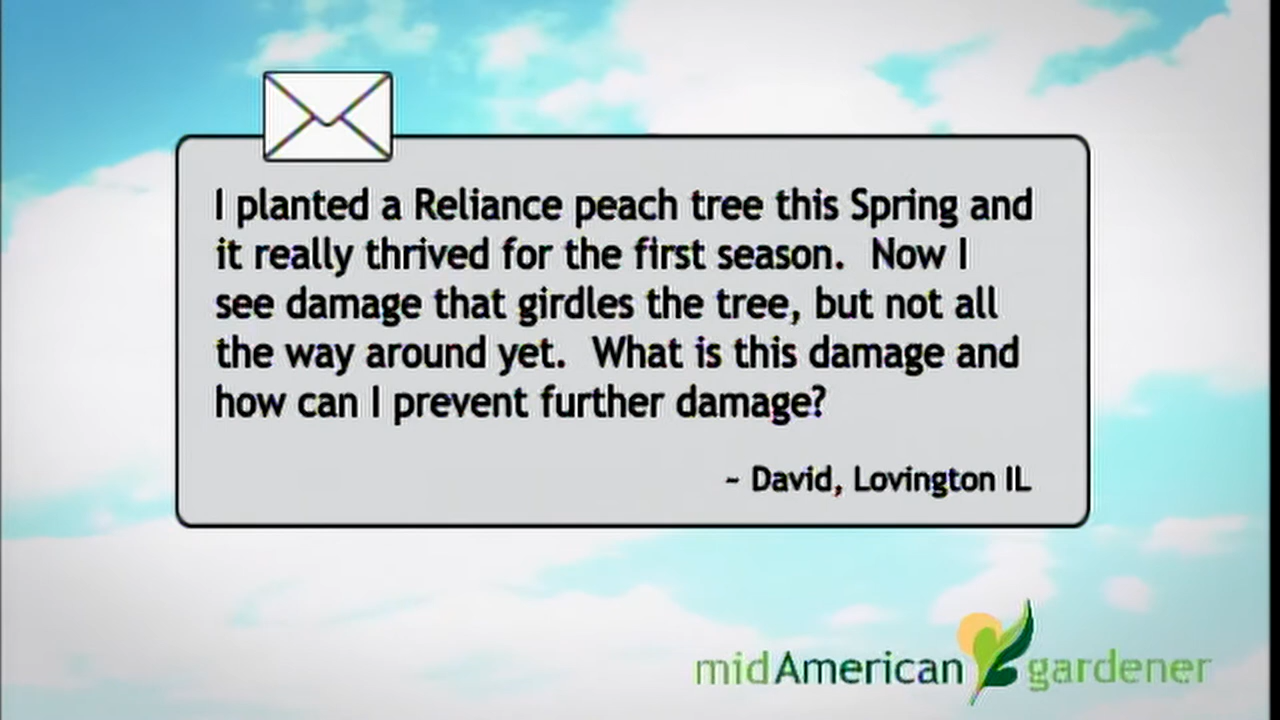 I planted a Reliance peach tree this Spring and
it really thrived for the first season.  Now I
see damage that girdles the tree, but not all
the way around yet.  What is this damage and
how can I prevent further damage?
~ David, Lovington IL
midAmerican gardener